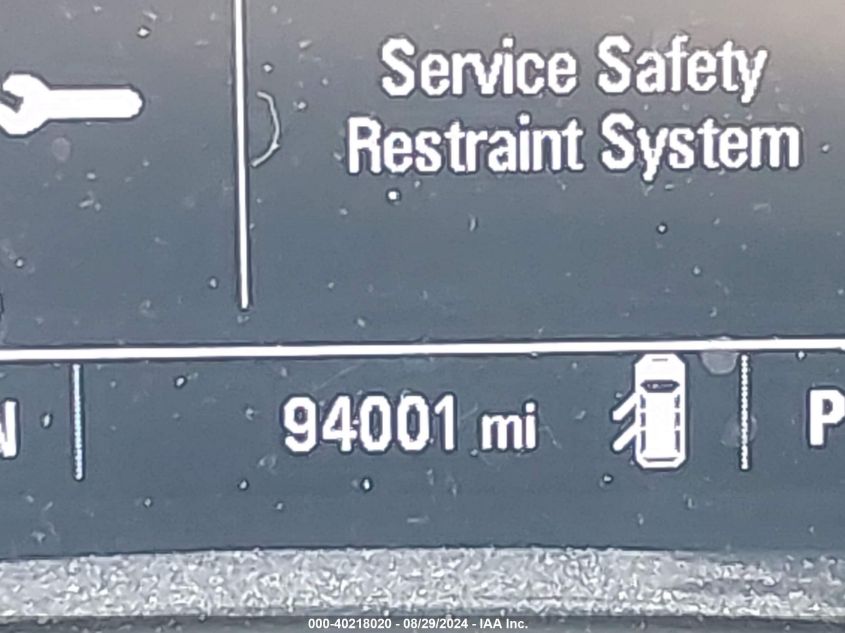 Service Safety
Restraint System
N
94001 mi
P
000-40218020 - 08/29/2024 - IAA Inc.